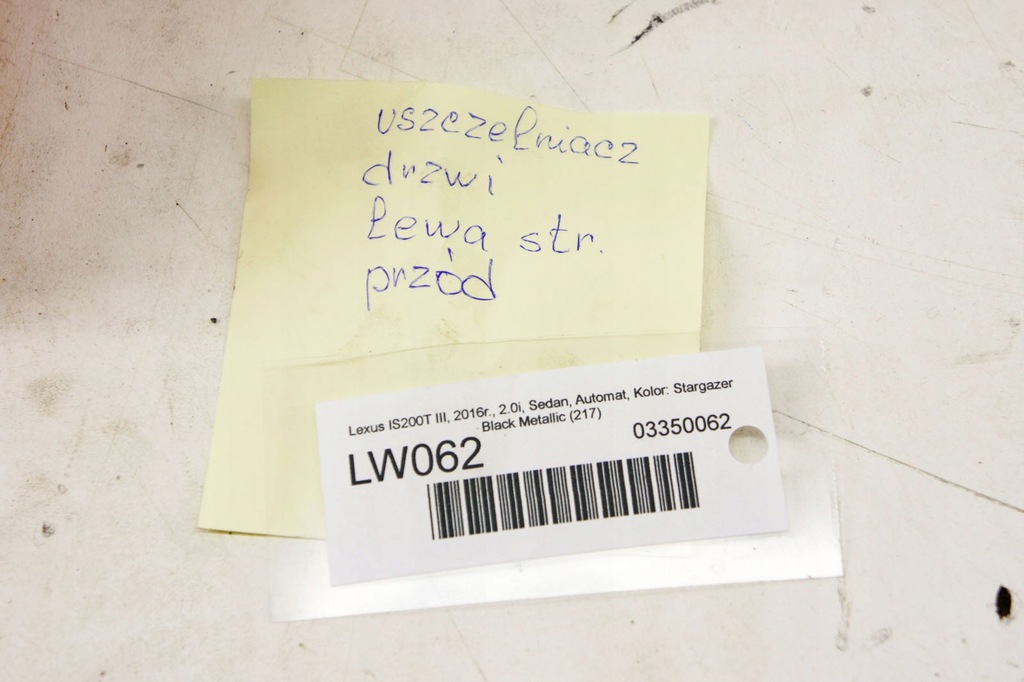 uszczelniacz
drzwi
lewa str.
przód
Lexus IS200T III, 2016r., 2.0i, Sedan, Automat, Kolor: Stargazer
Black Metallic (217)
LW062
03350062